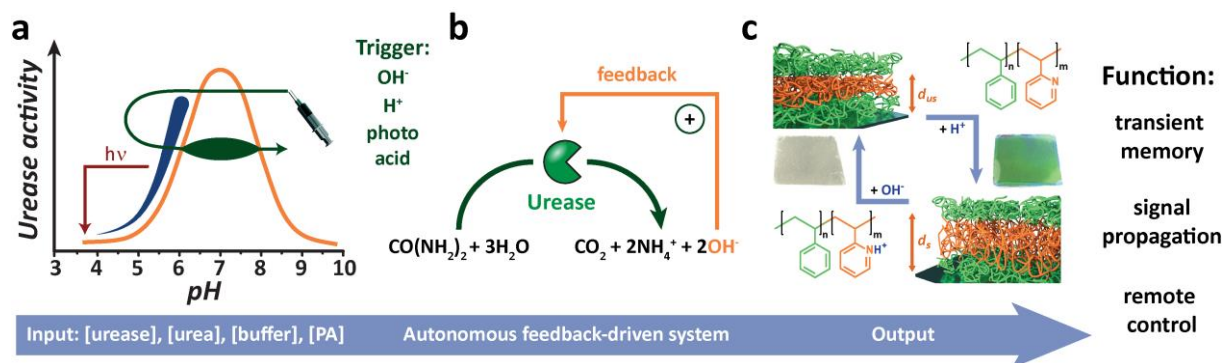 a
Urease activity
hν
3 4 5 6 7 8 9 10
pH
Trigger:
OH⁻
H⁺
photo
acid
b
feedback
+
Urease
CO(NH₂)₂ + 3H₂O
CO₂ + 2NH₄⁺ + 2OH⁻
c
dᵤₛ
n m
N
+ H⁺
+ OH⁻
n m
NH⁺
dₛ
Function:
transient
memory
signal
propagation
remote
control
Input: [urease], [urea], [buffer], [PA] Autonomous feedback-driven system Output